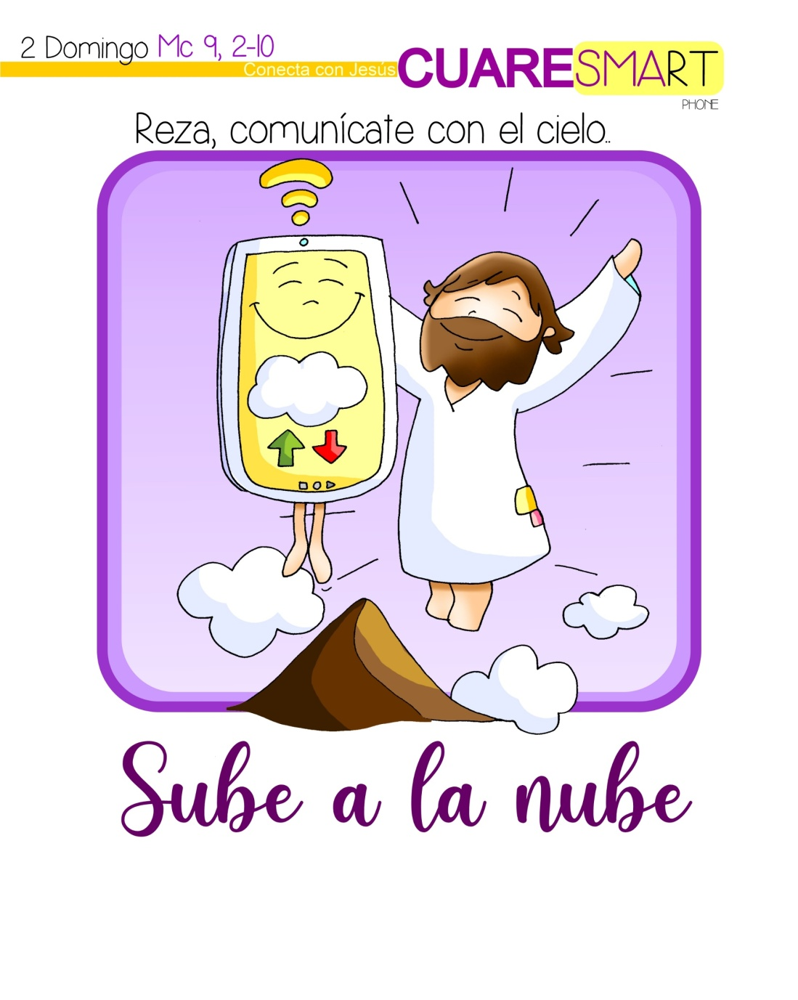 2 Domingo Mc 9, 2-10
Conecta con Jesús CUARESMART
PHONE
Reza, comunícate con el cielo..
Sube a la nube